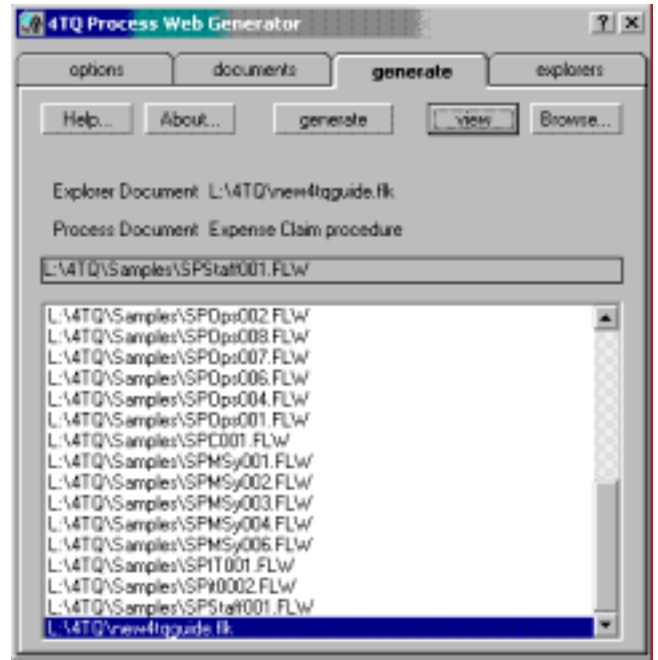 4TQ Process Web Generator
options documents generate explorers
Help... About... generate view Browse...
Explorer Document L:\4TQ\new4tqguide.flk
Process Document Expense Claim procedure
L:\4TQ\Samples\SPStaff001.FLW
L:\4TQ\Samples\SPOps002.FLW
L:\4TQ\Samples\SPOps008.FLW
L:\4TQ\Samples\SPOps007.FLW
L:\4TQ\Samples\SPOps006.FLW
L:\4TQ\Samples\SPOps004.FLW
L:\4TQ\Samples\SPOps001.FLW
L:\4TQ\Samples\SPC001.FLW
L:\4TQ\Samples\SPMSy001.FLW
L:\4TQ\Samples\SPMSy002.FLW
L:\4TQ\Samples\SPMSy003.FLW
L:\4TQ\Samples\SPMSy004.FLW
L:\4TQ\Samples\SPMSy006.FLW
L:\4TQ\Samples\SPIT001.FLW
L:\4TQ\Samples\SPit0002.FLW
L:\4TQ\Samples\SPStaff001.FLW
L:\4TQ\new4tqguide.flk